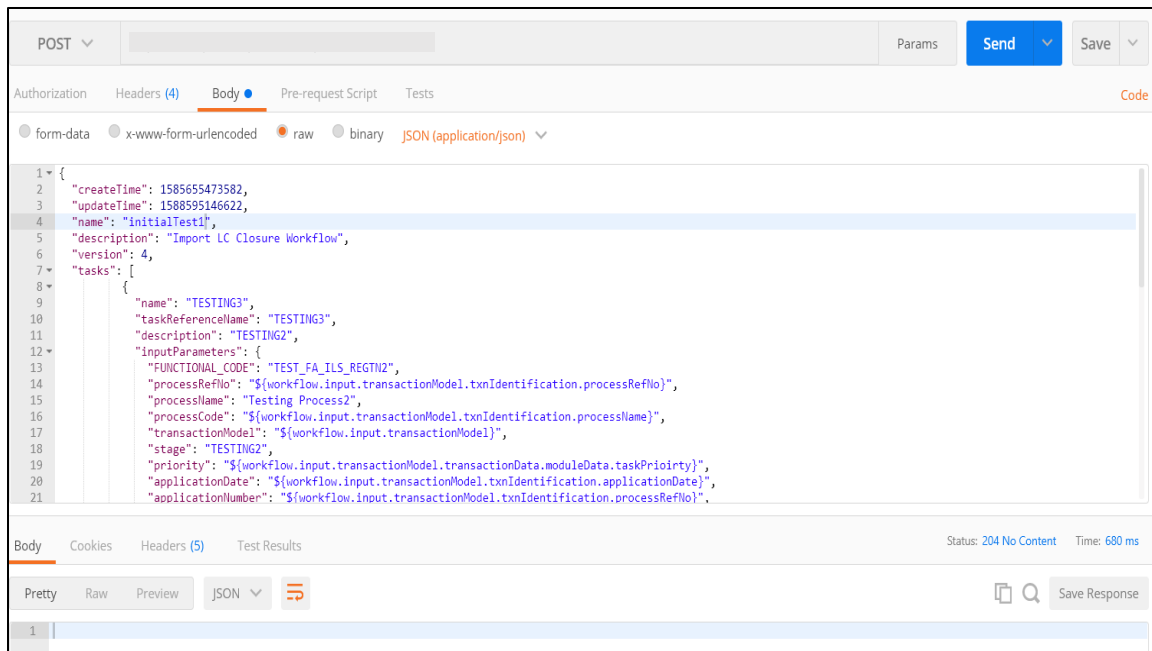 POST Params Send Save
Authorization Headers (4) Body Pre-request Script Tests Code
form-data x-www-form-urlencoded raw binary JSON (application/json)
1 {
2 "createTime": 1585655473582,
3 "updateTime": 1588595146622,
4 "name": "initialTest1",
5 "description": "Import LC Closure Workflow",
6 "version": 4,
7 "tasks": [
8 {
9 "name": "TESTING3",
10 "taskReferenceName": "TESTING3",
11 "description": "TESTING2",
12 "inputParameters": {
13 "FUNCTIONAL_CODE": "TEST_FA_ILS_REGTN2",
14 "processRefNo": "${workflow.input.transactionModel.txnIdentification.processRefNo}",
15 "processName": "Testing Process2",
16 "processCode": "${workflow.input.transactionModel.txnIdentification.processName}",
17 "transactionModel": "${workflow.input.transactionModel}",
18 "stage": "TESTING2",
19 "priority": "${workflow.input.transactionModel.transactionData.moduleData.taskPrioirty}",
20 "applicationDate": "${workflow.input.transactionModel.txnIdentification.applicationDate}",
21 "applicationNumber": "${workflow.input.transactionModel.txnIdentification.processRefNo}",
Body Cookies Headers (5) Test Results Status: 204 No Content Time: 680 ms
Pretty Raw Preview JSON Save Response
1